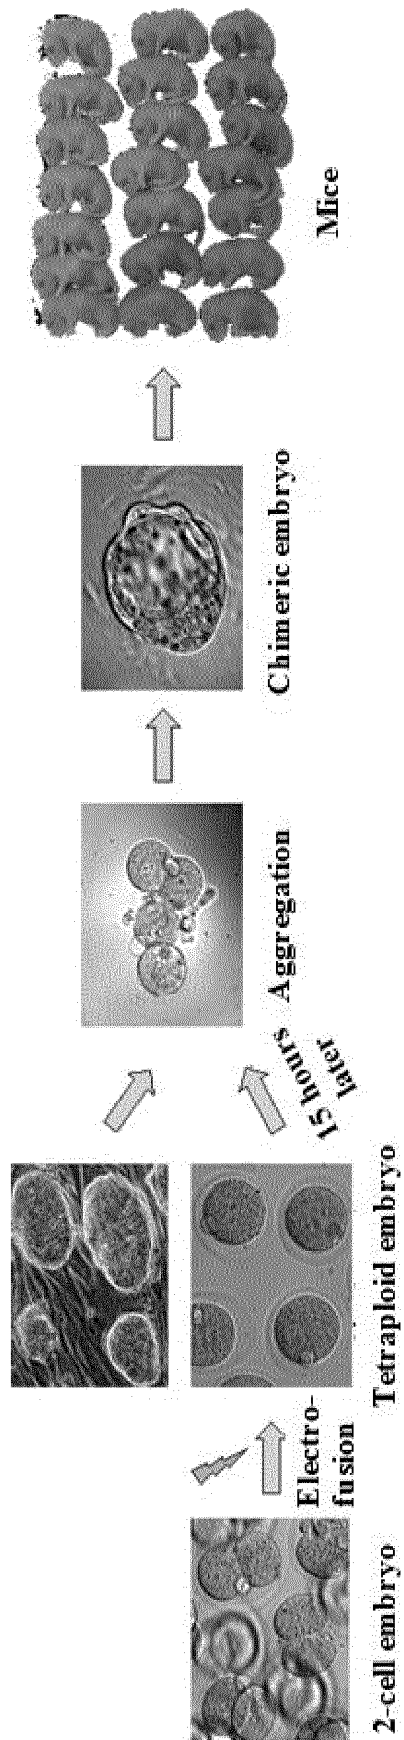 2-cell embryo
Electro-
fusion
Tetraploid embryo
15 hours
later
Aggregation
Chimeric embryo
Mice